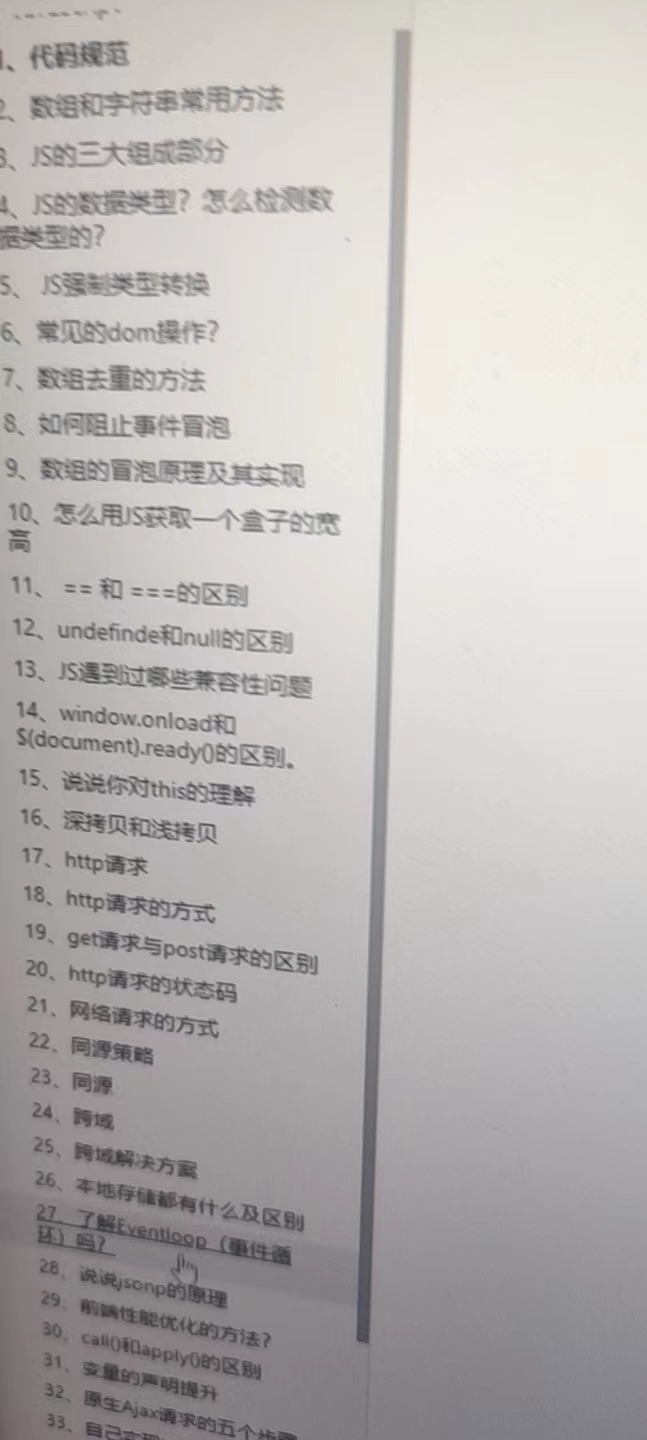 1、代码规范
2、数组和字符串常用方法
3、JS的三大组成部分
4、JS的数据类型？怎么检测数
据类型的？
5、 JS强制类型转换
6、常见的dom操作？
7、数组去重的方法
8、如何阻止事件冒泡
9、数组的冒泡原理及其实现
10、怎么用JS获取一个盒子的宽
高
11、 == 和 ===的区别
12、undefinde和null的区别
13、JS遇到过哪些兼容性问题
14、window.onload和
$(document).ready()的区别。
15、说说你对this的理解
16、深拷贝和浅拷贝
17、http请求
18、http请求的方式
19、get请求与post请求的区别
20、http请求的状态码
21、网络请求的方式
22、同源策略
23、同源
24、跨域
25、跨域解决方案
26、本地存储都有什么及区别
27、了解Eventloop（事件循
环）吗？
28、说说jsonp的原理
29、前端性能优化的方法？
30、call()和apply()的区别
31、变量的声明提升
32、原生Ajax请求的五个步骤
33、自己实现